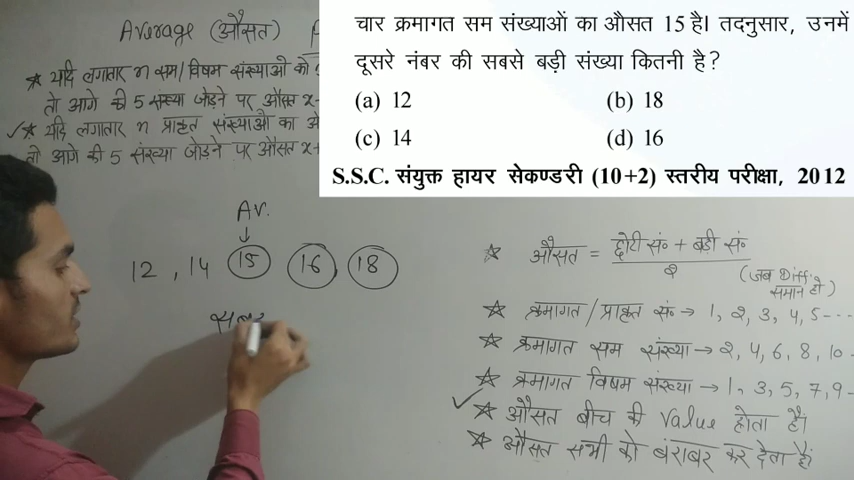 Average (औसत)
★ यदि लगातार n सम/विषम संख्याओं को
तो आगे की 5 संख्या जोड़ने पर औसत x
✓★ यदि लगातार n प्राकृत संख्याओं का
तो आगे की 5 संख्या जोड़ने पर औसत x+
चार क्रमागत सम संख्याओं का औसत 15 है। तदनुसार, उनमें
दूसरे नंबर की सबसे बड़ी संख्या कितनी है?
(a) 12 (b) 18
(c) 14 (d) 16
S.S.C. संयुक्त हायर सेकण्डरी (10+2) स्तरीय परीक्षा, 2012
AV.
↓
12 , 14 15 16, 18
★ औसत = छोटी सं० + बड़ी सं० / २
(जब Diff. समान हो)
★ क्रमागत/प्राकृत सं० → 1, 2, 3, 4, 5 - - -
★ क्रमागत सम संख्या → 2, 4, 6, 8, 10 -
★ क्रमागत विषम संख्या → 1, 3, 5, 7, 9 -
✓★ औसत बीच की value होता है।
★ औसत सभी को बराबर कर देता है।